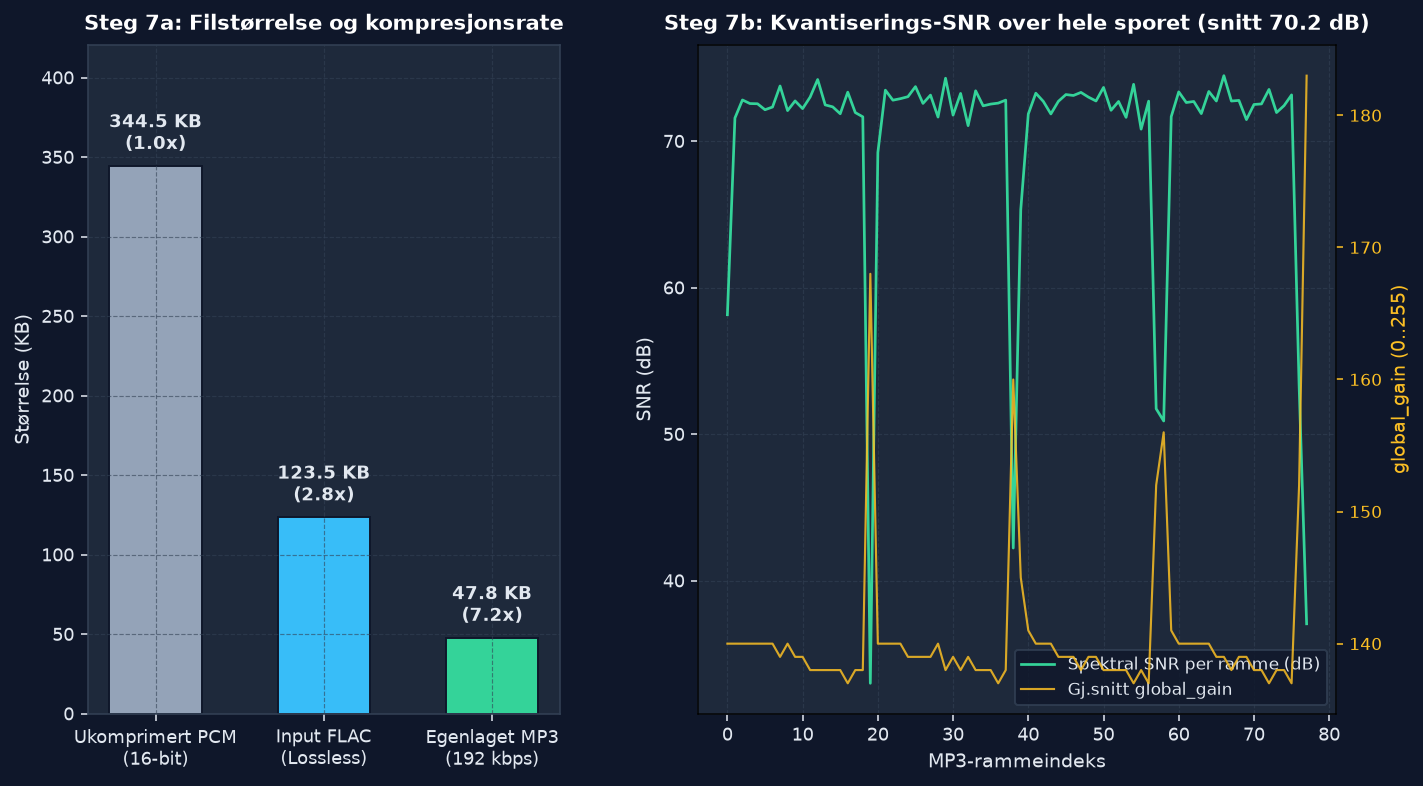 Steg 7a: Filstørrelse og kompresjonsrate
400
350
300
250
200
150
100
50
0
Størrelse (KB)
344.5 KB
(1.0x)
123.5 KB
(2.8x)
47.8 KB
(7.2x)
Ukomprimert PCM
(16-bit)
Input FLAC
(Lossless)
Egenlaget MP3
(192 kbps)
Steg 7b: Kvantiserings-SNR over hele sporet (snitt 70.2 dB)
70
60
50
40
SNR (dB)
180
170
160
150
140
global_gain (0..255)
Spektral SNR per ramme (dB)
Gj.snitt global_gain
0
10
20
30
40
50
60
70
80
MP3-rammeindeks